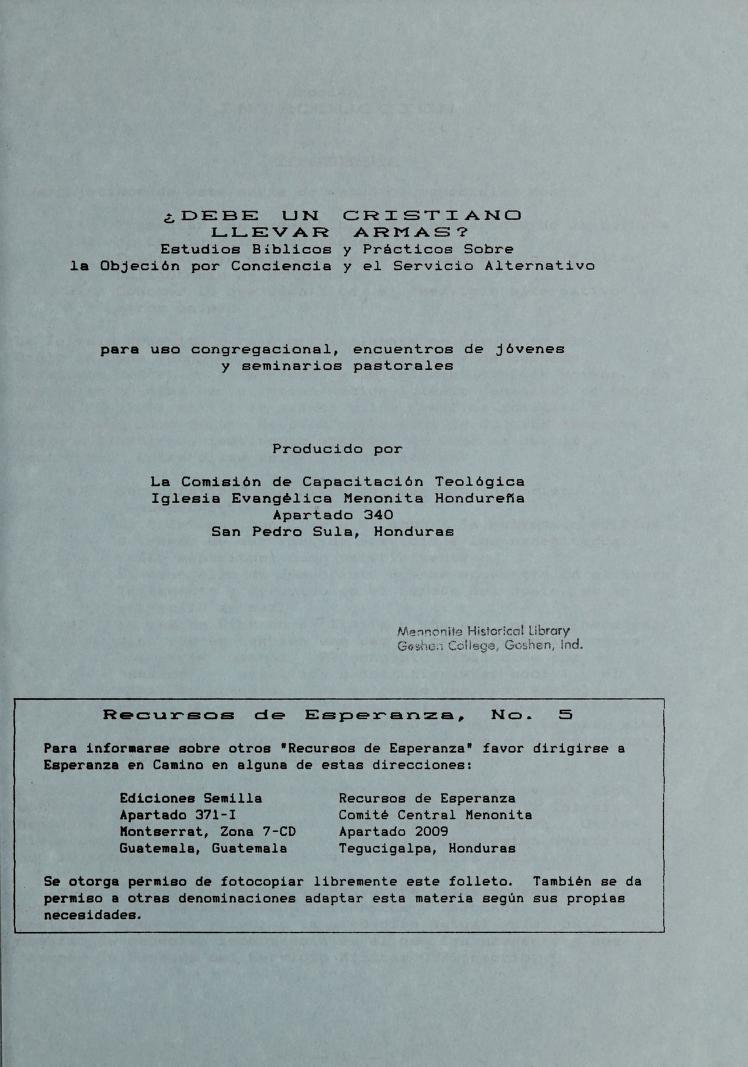 ¿DEBE UN CRISTIANO
LLEVAR ARMAS?
Estudios Bíblicos y Prácticos Sobre
la Objeción por Conciencia y el Servicio Alternativo
para uso congregacional, encuentros de jóvenes
y seminarios pastorales
Producido por
La Comisión de Capacitación Teológica
Iglesia Evangélica Menonita Hondureña
Apartado 340
San Pedro Sula, Honduras
Mennonite Historical Library
Goshen College, Goshen, Ind.
Recursos de Esperanza, No. 5
Para informarse sobre otros "Recursos de Esperanza" favor dirigirse a
Esperanza en Camino en alguna de estas direcciones:
Ediciones Semilla
Apartado 371-I
Montserrat, Zona 7-CD
Guatemala, Guatemala
Recursos de Esperanza
Comité Central Menonita
Apartado 2009
Tegucigalpa, Honduras
Se otorga permiso de fotocopiar libremente este folleto. También se da
permiso a otras denominaciones adaptar esta materia según sus propias
necesidades.